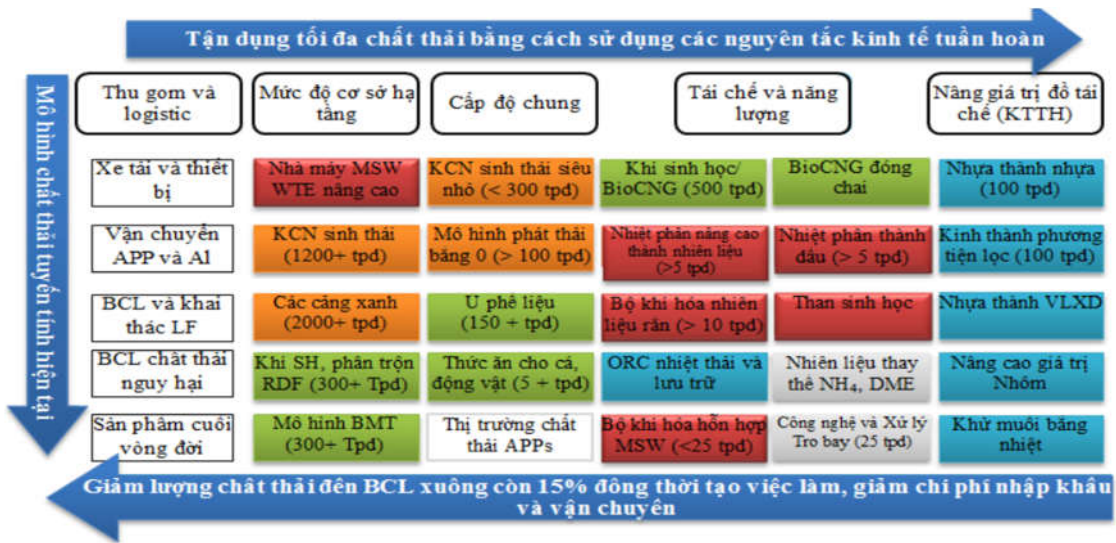 Tận dụng tối đa chất thải bằng cách sử dụng các nguyên tắc kinh tế tuần hoàn
Mô hình chất thải tuyến tính hiện tại
Thu gom và
logistic
Mức độ cơ sở hạ
tầng
Cấp độ chung
Tái chế và năng
lượng
Nâng giá trị đồ tái
chế (KTTH)
Xe tải và thiết
bị
Nhà máy MSW
WTE nâng cao
KCN sinh thái siêu
nhỏ (< 300 tpd)
Khí sinh học/
BioCNG (500 tpd)
BioCNG đóng
chai
Nhựa thành nhựa
(100 tpd)
Vận chuyển
APP và AI
KCN sinh thái
(1200+ tpd)
Mô hình phát thải
bằng 0 (> 100 tpd)
Nhiệt phân nâng cao
thành nhiên liệu
(>5 tpd)
Nhiệt phân thành
dầu (> 5 tpd)
Kính thành phương
tiện lọc (100 tpd)
BCL và khai
thác LF
Các cảng xanh
(2000+ tpd)
Ủ phế liệu
(150 + tpd)
Bộ khí hóa nhiên
liệu rắn (> 10 tpd)
Than sinh học
Nhựa thành VLXD
BCL chất thải
nguy hại
Khí SH, phân trộn
RDF (300+ Tpd)
Thức ăn cho cá,
động vật (5 + tpd)
ORC nhiệt thải và
lưu trữ
Nhiên liệu thay
thế NH₄, DME
Nâng cao giá trị
Nhôm
Sản phẩm cuối
vòng đời
Mô hình BMT
(300+ Tpd)
Thị trường chất
thải APPs
Bộ khí hóa hỗn hợp
MSW (<25 tpd)
Công nghệ và Xử lý
Tro bay (25 tpd)
Khử muối bằng
nhiệt
Giảm lượng chất thải đến BCL xuống còn 15% đồng thời tạo việc làm, giảm chi phí nhập khẩu
và vận chuyển